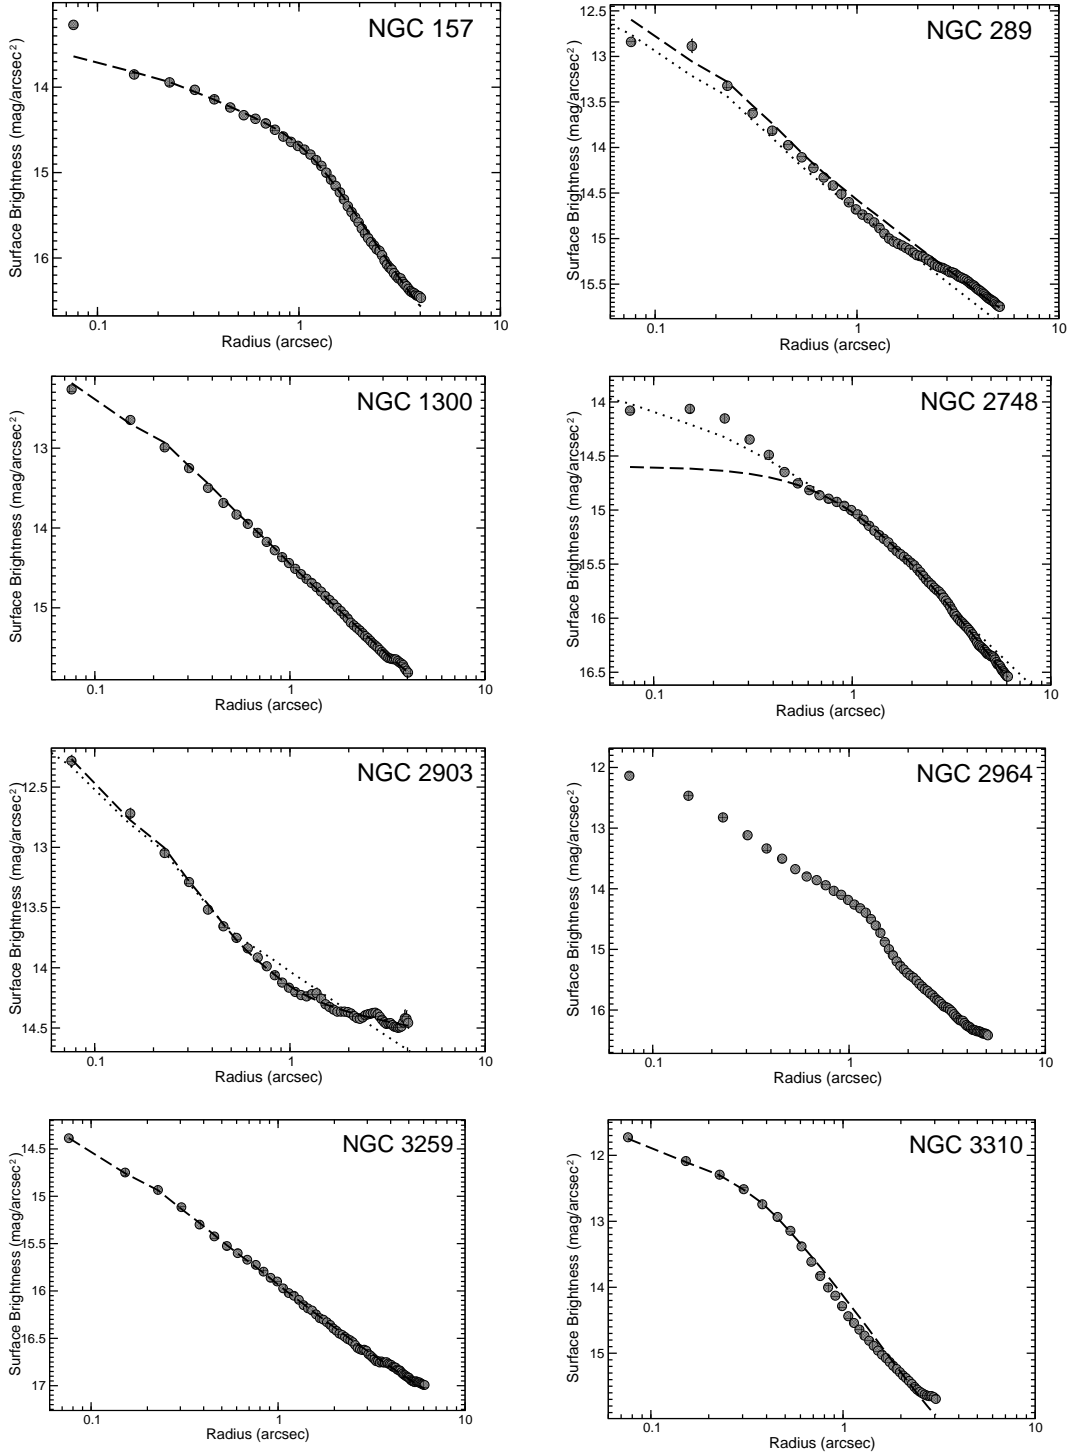 NGC 157
Surface Brightness (mag/arcsec²)
14
15
16
0.1
1
10
Radius (arcsec)
NGC 289
Surface Brightness (mag/arcsec²)
12.5
13
13.5
14
14.5
15
15.5
0.1
1
10
Radius (arcsec)
NGC 1300
Surface Brightness (mag/arcsec²)
13
14
15
0.1
1
10
Radius (arcsec)
NGC 2748
Surface Brightness (mag/arcsec²)
14
14.5
15
15.5
16
16.5
0.1
1
10
Radius (arcsec)
NGC 2903
Surface Brightness (mag/arcsec²)
12.5
13
13.5
14
14.5
0.1
1
10
Radius (arcsec)
NGC 2964
Surface Brightness (mag/arcsec²)
12
13
14
15
16
0.1
1
10
Radius (arcsec)
NGC 3259
Surface Brightness (mag/arcsec²)
14.5
15
15.5
16
16.5
17
0.1
1
10
Radius (arcsec)
NGC 3310
Surface Brightness (mag/arcsec²)
12
13
14
15
0.1
1
10
Radius (arcsec)